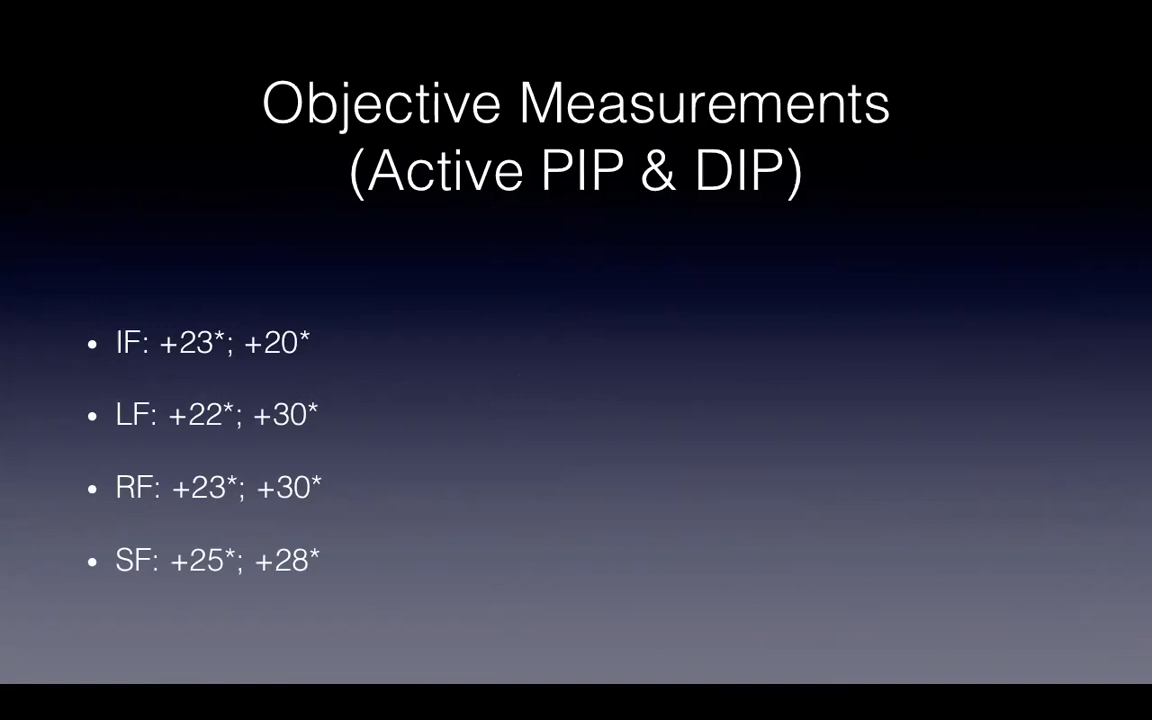 Objective Measurements
(Active PIP & DIP)
• IF: +23*; +20*
• LF: +22*; +30*
• RF: +23*; +30*
• SF: +25*; +28*